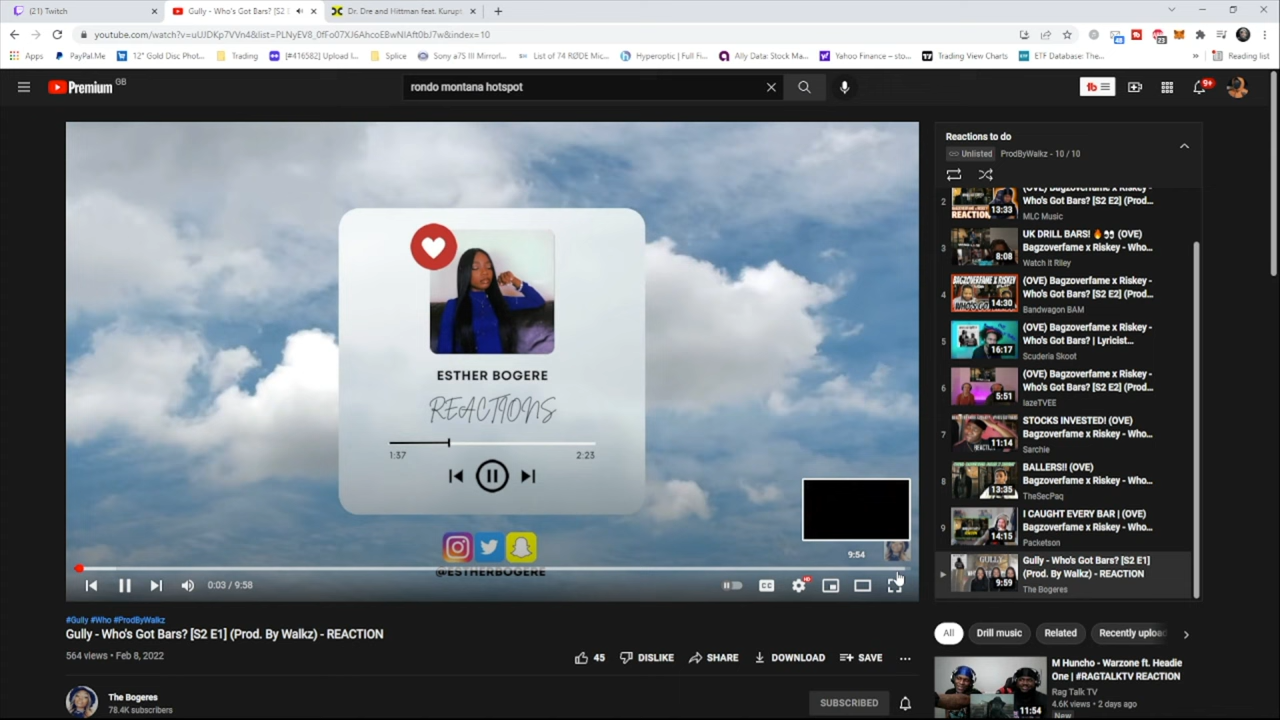 (21) Twitch
Gully - Who's Got Bars? [S2 E
Dr. Dre and Hittman feat. Kurup
youtube.com/watch?v=uUJDKp7VVn4&list=PLNyEV8_0fFo07XJ6AhcoEBwNIAft0bJ7w&index=10
Apps
PayPal Me
12" Gold Disc Phot...
Trading
[#416582] Upload I...
Splice
Sony a7S III Mirrorl...
List of 74 RØDE Mic...
Hyperoptic | Full Fi...
Ally Data: Stock Ma...
Yahoo Finance – sto...
Trading View Charts
ETF Database: The...
»
Reading list
Premium GB
rondo montana hotspot
9+
ESTHER BOGERE
REACTIONS
1:37
2:23
@ESTHERBOGERE
9:54
0:03 / 9:58
CC
HD
#Gully #Who #ProdByWalkz
Gully - Who's Got Bars? [S2 E1] (Prod. By Walkz) - REACTION
564 views • Feb 8, 2022
45
DISLIKE
SHARE
DOWNLOAD
SAVE
The Bogeres
78.4K subscribers
SUBSCRIBED
Reactions to do
Unlisted
ProdByWalkz - 10 / 10
2
13:33
(OVE) Bagzoverfame x Riskey -
Who's Got Bars? [S2 E2] (Prod...
MLC Music
3
8:08
UK DRILL BARS! 🔥👀 (OVE)
Bagzoverfame x Riskey - Who...
Watch It Riley
4
14:30
(OVE) Bagzoverfame x Riskey -
Who's Got Bars? [S2 E2] (Prod...
Bandwagon BAM
5
16:17
(OVE) Bagzoverfame x Riskey -
Who's Got Bars? | Lyricist...
Scuderia Skoot
6
5:51
(OVE) Bagzoverfame x Riskey -
Who's Got Bars? [S2 E2] (Prod...
IazeTVEE
7
11:14
STOCKS INVESTED! (OVE)
Bagzoverfame x Riskey - Who...
Sarchie
8
13:35
BALLERS!! (OVE)
Bagzoverfame x Riskey - Who...
TheSecPaq
9
14:15
I CAUGHT EVERY BAR | (OVE)
Bagzoverfame x Riskey - Who...
Packetson
9:59
Gully - Who's Got Bars? [S2 E1]
(Prod. By Walkz) - REACTION
The Bogeres
All
Drill music
Related
Recently uploa
11:54
M Huncho - Warzone ft. Headie
One | #RAGTALKTV REACTION
Rag Talk TV
4.6K views • 2 days ago
New